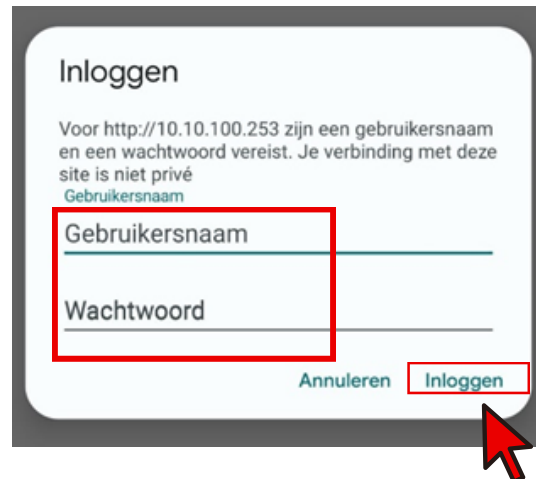 Inloggen
Voor http://10.10.100.253 zijn een gebruikersnaam
en een wachtwoord vereist. Je verbinding met deze
site is niet privé
Gebruikersnaam
Gebruikersnaam
Wachtwoord
Annuleren Inloggen